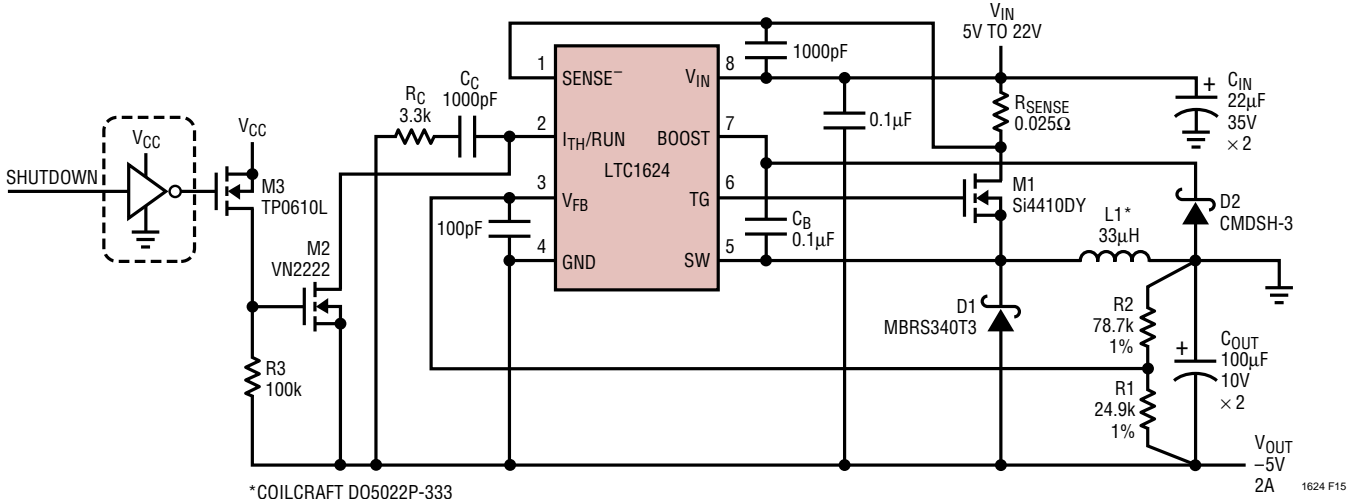 SHUTDOWN
V_CC
V_CC
M3
TP0610L
M2
VN2222
R3
100k
R_C
3.3k
C_C
1000pF
1
SENSE⁻
2
I_TH/RUN
3
V_FB
4
GND
100pF
LTC1624
8
V_IN
7
BOOST
6
TG
5
SW
1000pF
0.1µF
C_B
0.1µF
V_IN
5V TO 22V
R_SENSE
0.025Ω
+
C_IN
22µF
35V
× 2
M1
Si4410DY
D2
CMDSH-3
L1*
33µH
D1
MBRS340T3
R2
78.7k
1%
R1
24.9k
1%
+
C_OUT
100µF
10V
× 2
V_OUT
–5V
2A
*COILCRAFT DO5022P-333
1624 F15